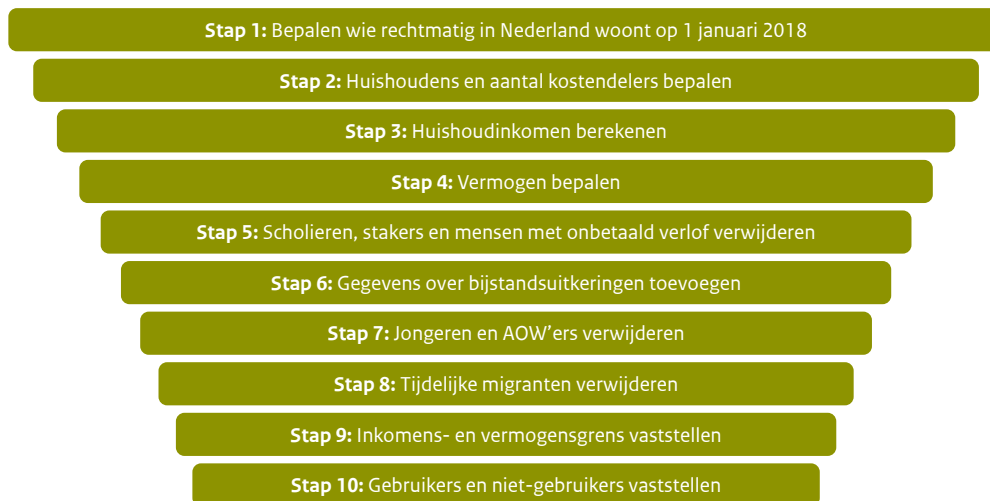 Stap 1: Bepalen wie rechtmatig in Nederland woont op 1 januari 2018
Stap 2: Huishoudens en aantal kostendelers bepalen
Stap 3: Huishoudinkomen berekenen
Stap 4: Vermogen bepalen
Stap 5: Scholieren, stakers en mensen met onbetaald verlof verwijderen
Stap 6: Gegevens over bijstandsuitkeringen toevoegen
Stap 7: Jongeren en AOW’ers verwijderen
Stap 8: Tijdelijke migranten verwijderen
Stap 9: Inkomens- en vermogensgrens vaststellen
Stap 10: Gebruikers en niet-gebruikers vaststellen